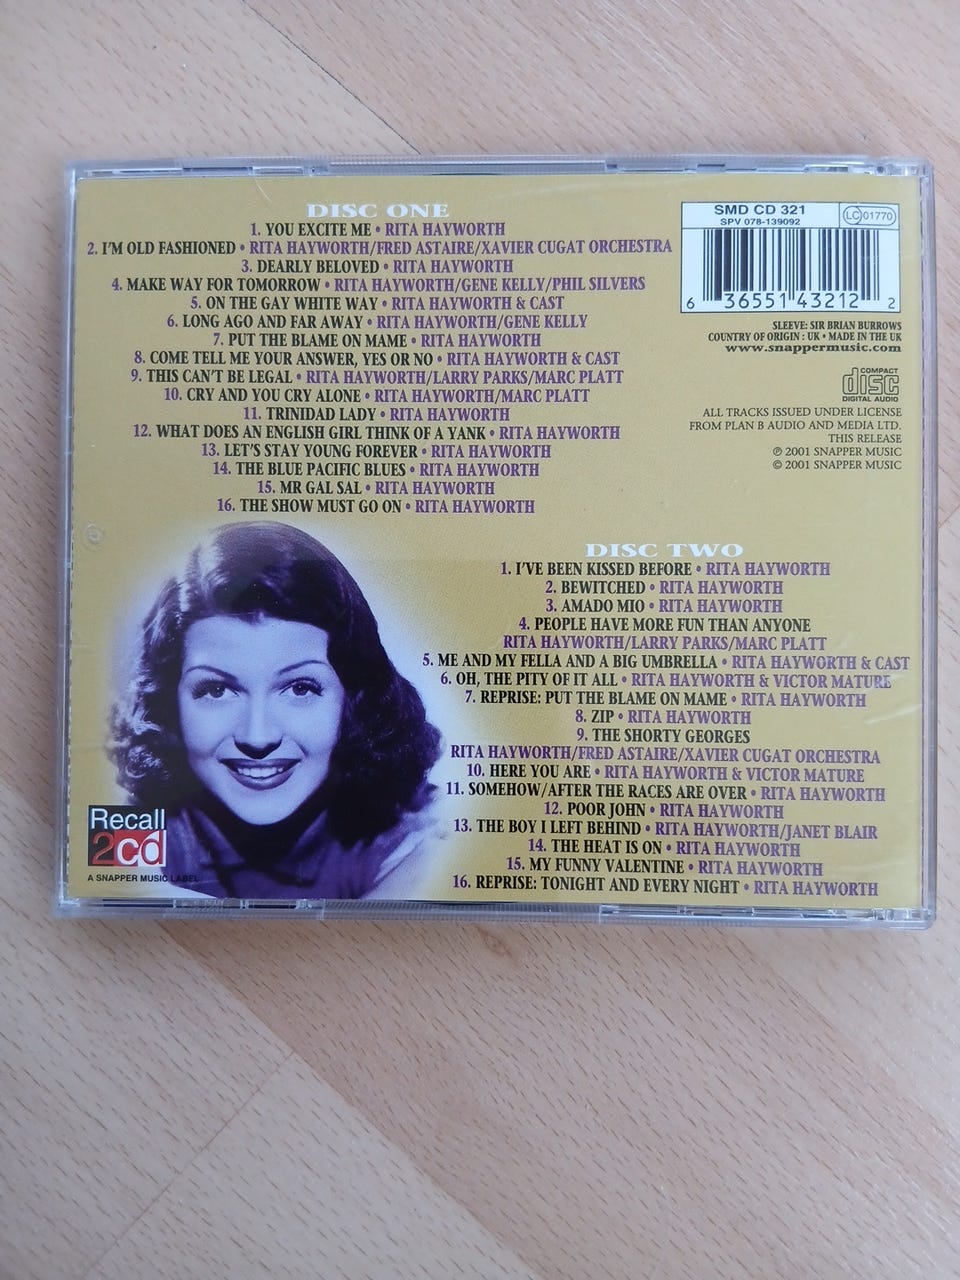 DISC ONE
1. YOU EXCITE ME • RITA HAYWORTH
2. I'M OLD FASHIONED • RITA HAYWORTH/FRED ASTAIRE/XAVIER CUGAT ORCHESTRA
3. DEARLY BELOVED • RITA HAYWORTH
4. MAKE WAY FOR TOMORROW • RITA HAYWORTH/GENE KELLY/PHIL SILVERS
5. ON THE GAY WHITE WAY • RITA HAYWORTH & CAST
6. LONG AGO AND FAR AWAY • RITA HAYWORTH/GENE KELLY
7. PUT THE BLAME ON MAME • RITA HAYWORTH
8. COME TELL ME YOUR ANSWER, YES OR NO • RITA HAYWORTH & CAST
9. THIS CAN'T BE LEGAL • RITA HAYWORTH/LARRY PARKS/MARC PLATT
10. CRY AND YOU CRY ALONE • RITA HAYWORTH/MARC PLATT
11. TRINIDAD LADY • RITA HAYWORTH
12. WHAT DOES AN ENGLISH GIRL THINK OF A YANK • RITA HAYWORTH
13. LET'S STAY YOUNG FOREVER • RITA HAYWORTH
14. THE BLUE PACIFIC BLUES • RITA HAYWORTH
15. MR GAL SAL • RITA HAYWORTH
16. THE SHOW MUST GO ON • RITA HAYWORTH
SMD CD 321
SPV 078-139092
LC 01770
6 36551 43212 2
SLEEVE: SIR BRIAN BURROWS
COUNTRY OF ORIGIN : UK • MADE IN THE UK
www.snappermusic.com
COMPACT
disc
DIGITAL AUDIO
ALL TRACKS ISSUED UNDER LICENSE
FROM PLAN B AUDIO AND MEDIA LTD.
THIS RELEASE
℗ 2001 SNAPPER MUSIC
© 2001 SNAPPER MUSIC
DISC TWO
1. I'VE BEEN KISSED BEFORE • RITA HAYWORTH
2. BEWITCHED • RITA HAYWORTH
3. AMADO MIO • RITA HAYWORTH
4. PEOPLE HAVE MORE FUN THAN ANYONE
RITA HAYWORTH/LARRY PARKS/MARC PLATT
5. ME AND MY FELLA AND A BIG UMBRELLA • RITA HAYWORTH & CAST
6. OH, THE PITY OF IT ALL • RITA HAYWORTH & VICTOR MATURE
7. REPRISE: PUT THE BLAME ON MAME • RITA HAYWORTH
8. ZIP • RITA HAYWORTH
9. THE SHORTY GEORGES
RITA HAYWORTH/FRED ASTAIRE/XAVIER CUGAT ORCHESTRA
10. HERE YOU ARE • RITA HAYWORTH & VICTOR MATURE
11. SOMEHOW/AFTER THE RACES ARE OVER • RITA HAYWORTH
12. POOR JOHN • RITA HAYWORTH
13. THE BOY I LEFT BEHIND • RITA HAYWORTH/JANET BLAIR
14. THE HEAT IS ON • RITA HAYWORTH
15. MY FUNNY VALENTINE • RITA HAYWORTH
16. REPRISE: TONIGHT AND EVERY NIGHT • RITA HAYWORTH
Recall
2cd
A SNAPPER MUSIC LABEL